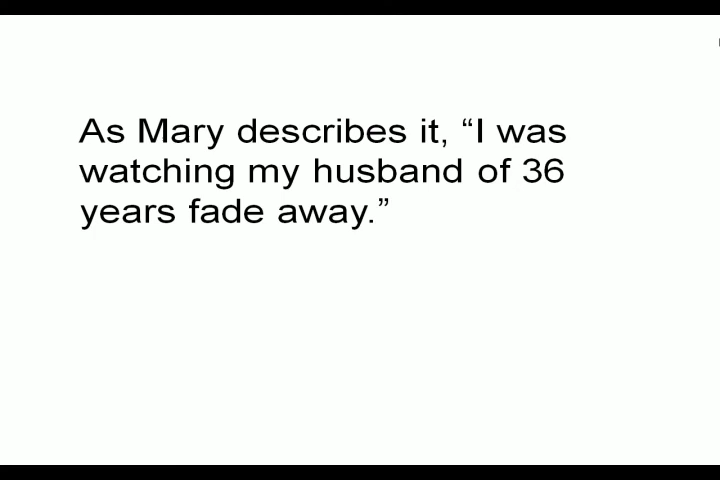 As Mary describes it, “I was
watching my husband of 36
years fade away.”